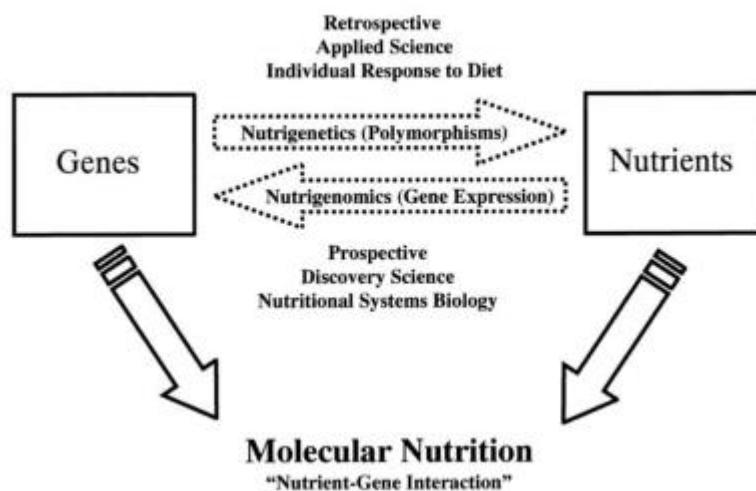 Retrospective
Applied Science
Individual Response to Diet
Genes
Nutrigenetics (Polymorphisms)
Nutrients
Nutrigenomics (Gene Expression)
Prospective
Discovery Science
Nutritional Systems Biology
Molecular Nutrition
“Nutrient-Gene Interaction”